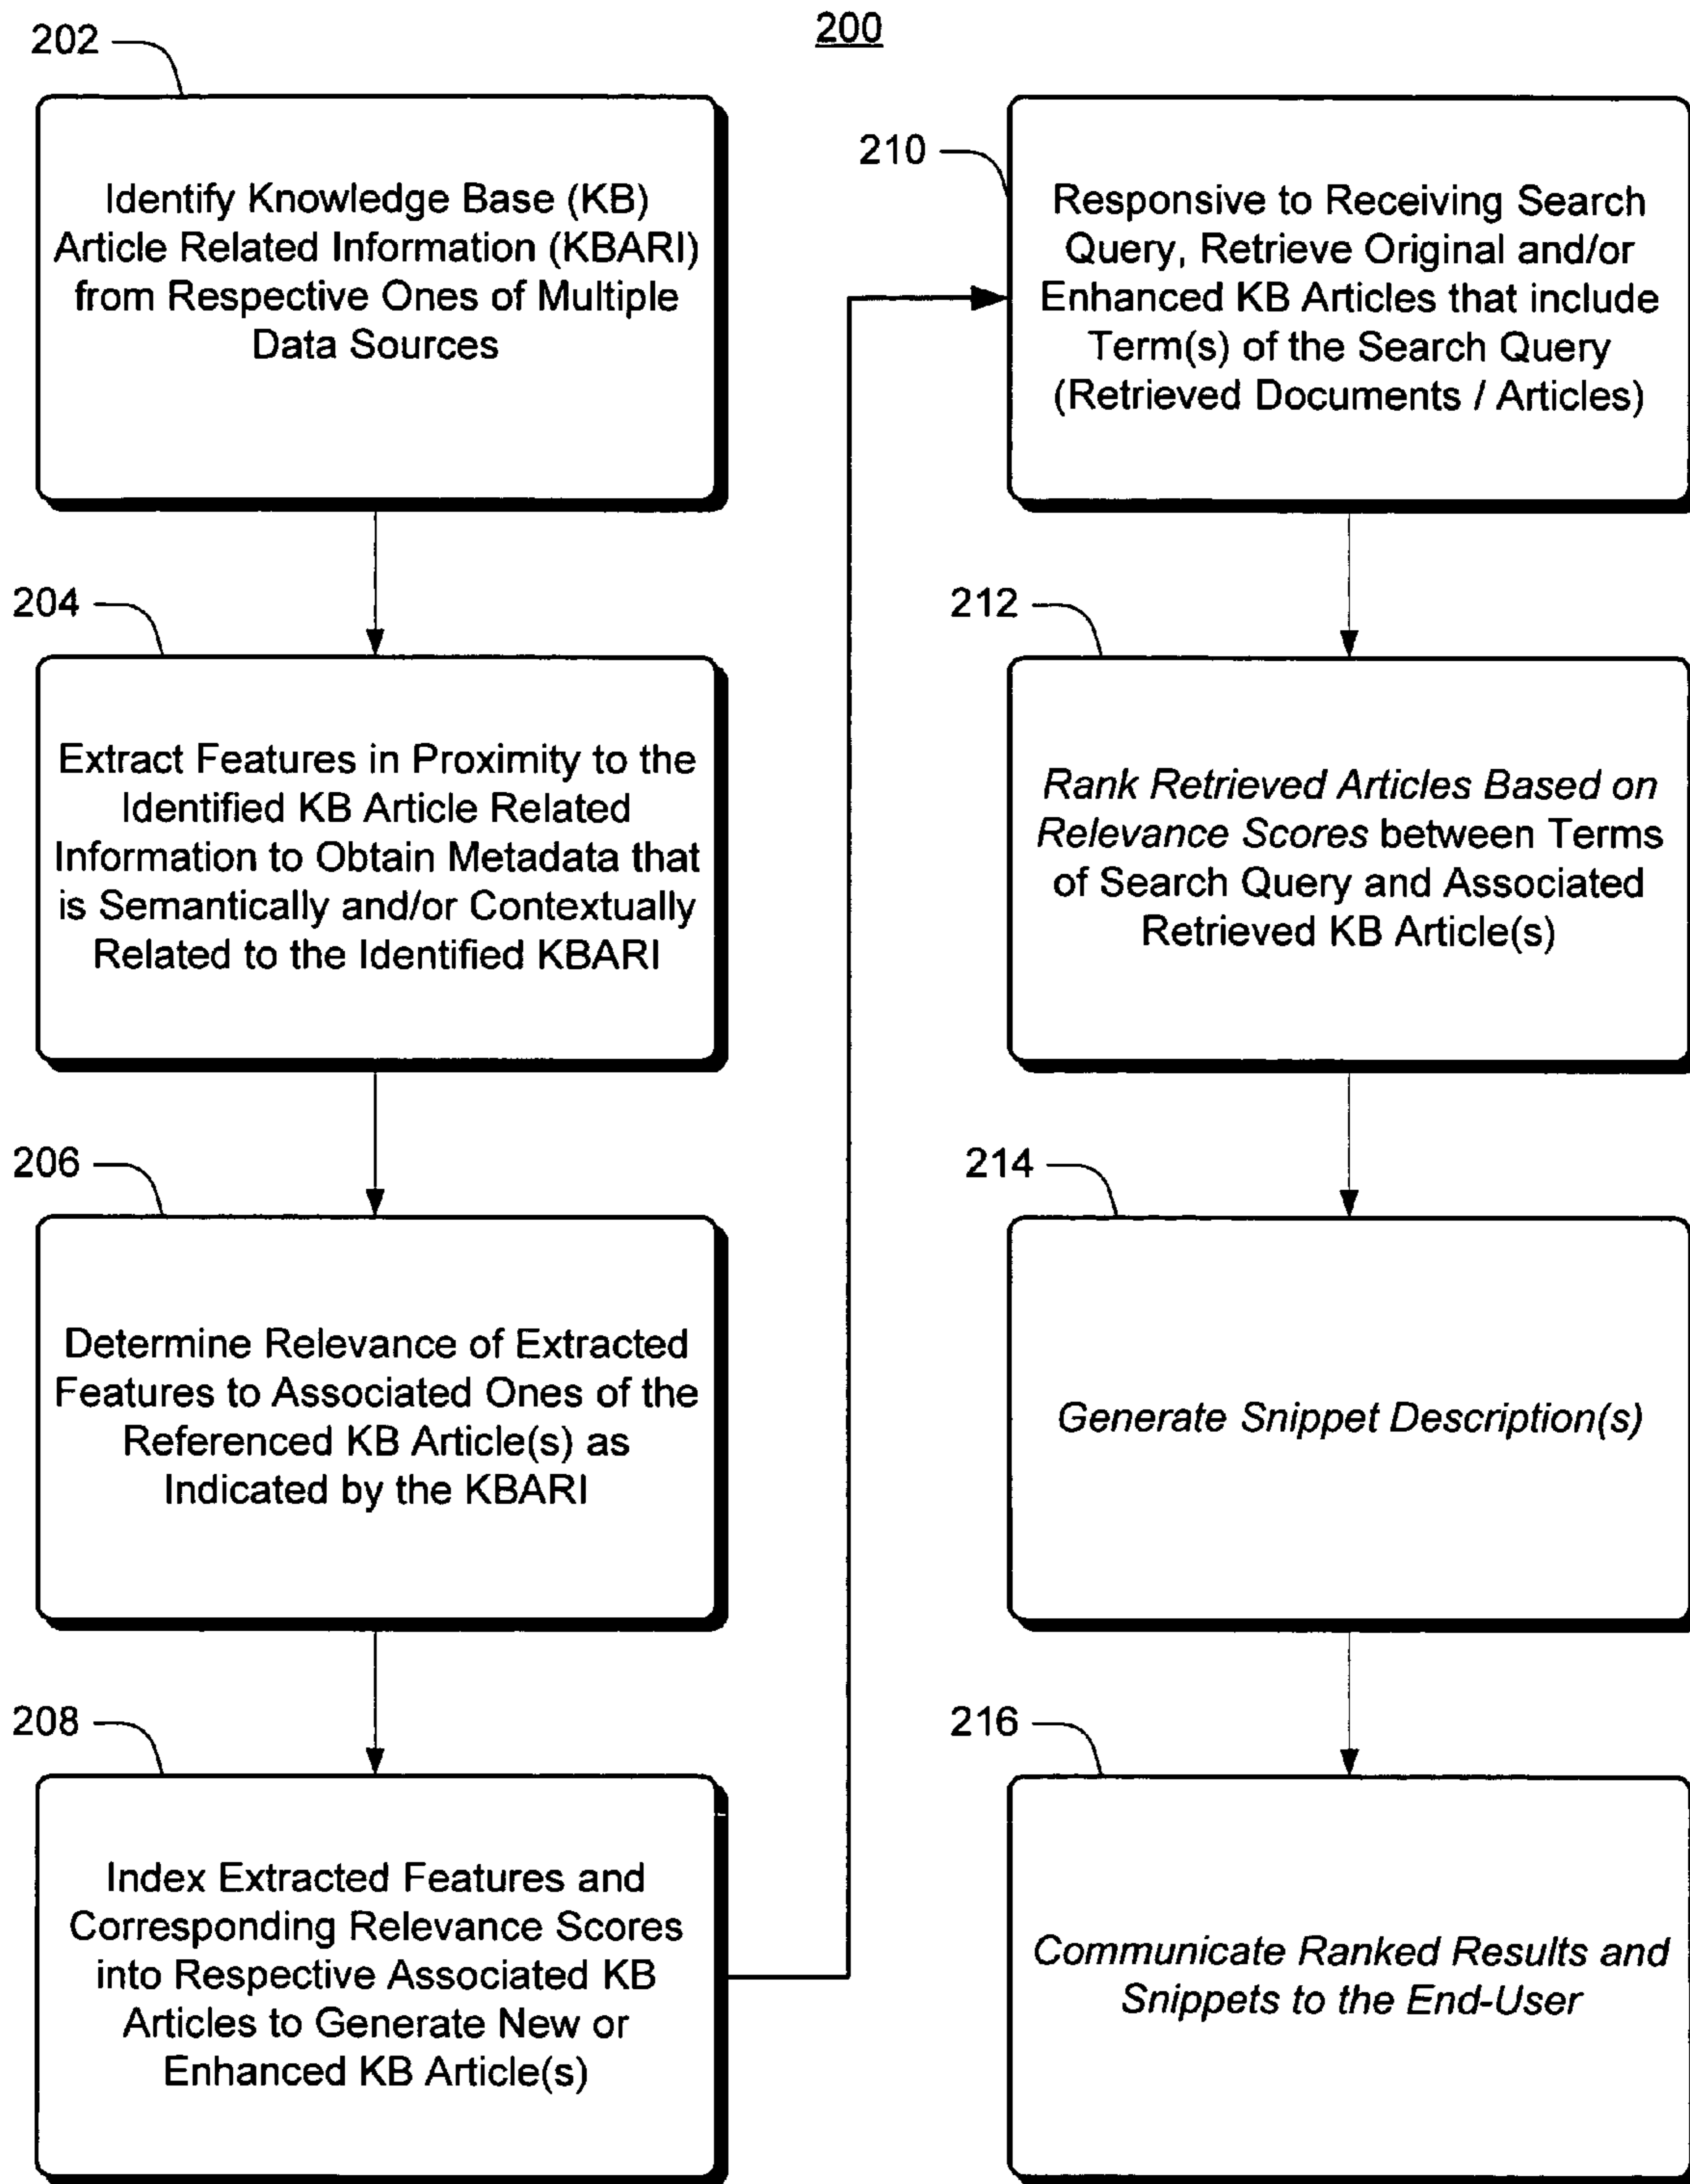 200
202
Identify Knowledge Base (KB)
Article Related Information (KBARI)
from Respective Ones of Multiple
Data Sources
204
Extract Features in Proximity to the
Identified KB Article Related
Information to Obtain Metadata that
is Semantically and/or Contextually
Related to the Identified KBARI
206
Determine Relevance of Extracted
Features to Associated Ones of the
Referenced KB Article(s) as
Indicated by the KBARI
208
Index Extracted Features and
Corresponding Relevance Scores
into Respective Associated KB
Articles to Generate New or
Enhanced KB Article(s)
210
Responsive to Receiving Search
Query, Retrieve Original and/or
Enhanced KB Articles that include
Term(s) of the Search Query
(Retrieved Documents / Articles)
212
Rank Retrieved Articles Based on
Relevance Scores between Terms
of Search Query and Associated
Retrieved KB Article(s)
214
Generate Snippet Description(s)
216
Communicate Ranked Results and
Snippets to the End-User